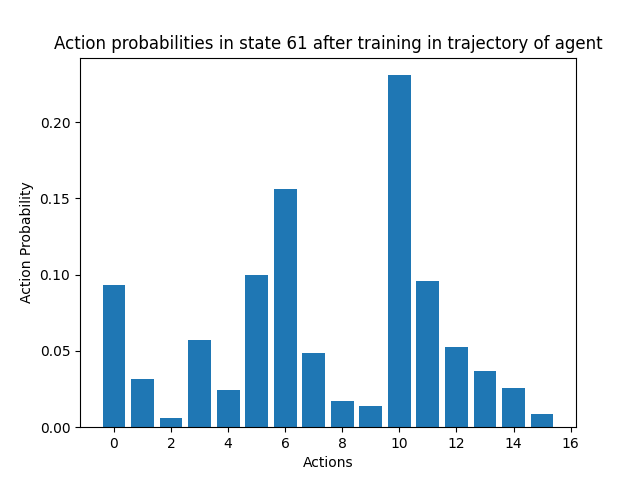 Action probabilities in state 61 after training in trajectory of agent
Action Probability
0.20
0.15
0.10
0.05
0.00
0 2 4 6 8 10 12 14 16
Actions